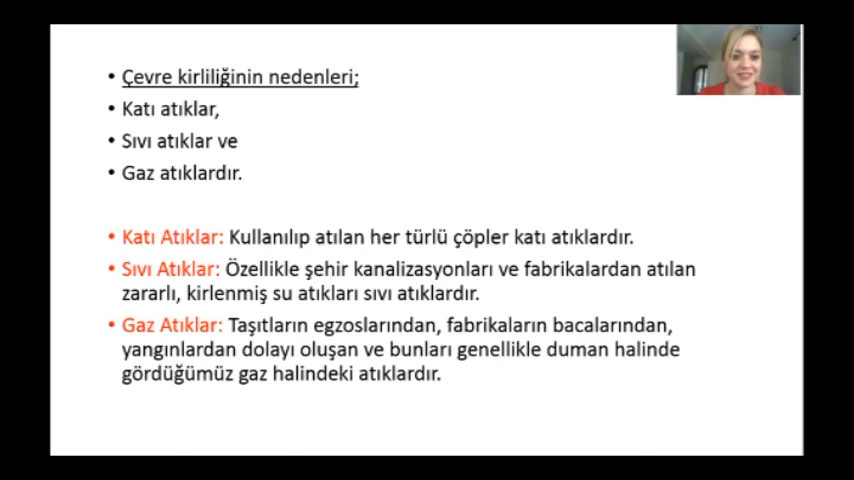 • Çevre kirliliğinin nedenleri;
• Katı atıklar,
• Sıvı atıklar ve
• Gaz atıklardır.
• Katı Atıklar: Kullanılıp atılan her türlü çöpler katı atıklardır.
• Sıvı Atıklar: Özellikle şehir kanalizasyonları ve fabrikalardan atılan
zararlı, kirlenmiş su atıkları sıvı atıklardır.
• Gaz Atıklar: Taşıtların egzoslarından, fabrikaların bacalarından,
yangınlardan dolayı oluşan ve bunları genellikle duman halinde
gördüğümüz gaz halindeki atıklardır.